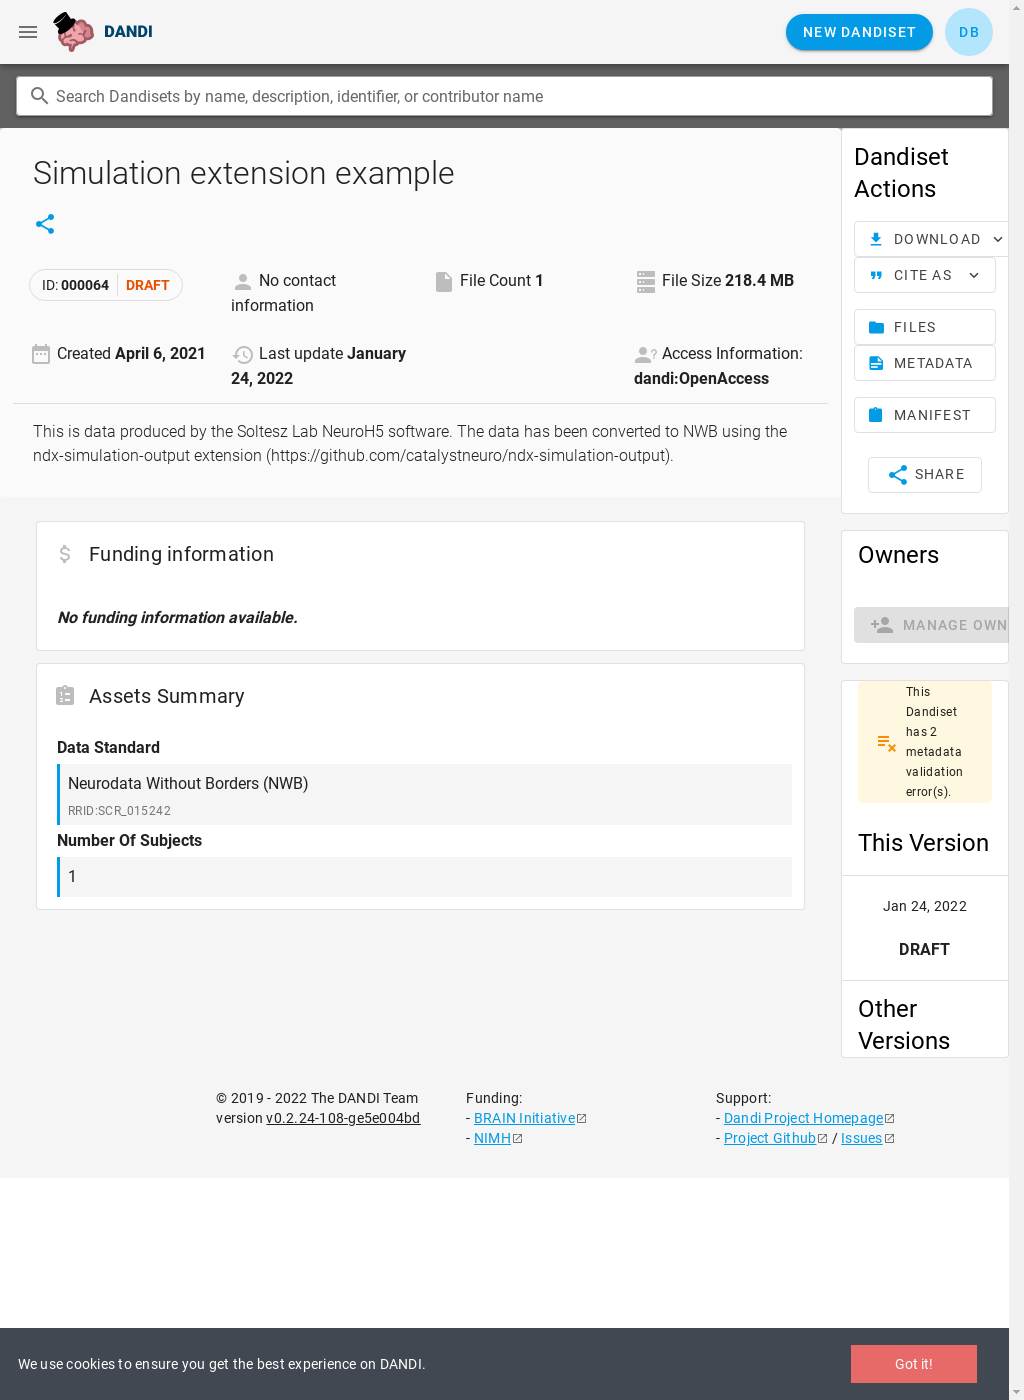 DANDI
NEW DANDISET
DB
Search Dandisets by name, description, identifier, or contributor name
Simulation extension example
ID: 000064 DRAFT
No contact
information
File Count 1
File Size 218.4 MB
Created April 6, 2021
Last update January
24, 2022
Access Information:
dandi:OpenAccess
This is data produced by the Soltesz Lab NeuroH5 software. The data has been converted to NWB using the
ndx-simulation-output extension (https://github.com/catalystneuro/ndx-simulation-output).
Funding information
No funding information available.
Assets Summary
Data Standard
Neurodata Without Borders (NWB)
RRID:SCR_015242
Number Of Subjects
1
Dandiset
Actions
DOWNLOAD
CITE AS
FILES
METADATA
MANIFEST
SHARE
Owners
MANAGE OWN
This
Dandiset
has 2
metadata
validation
error(s).
This Version
Jan 24, 2022
DRAFT
Other
Versions
© 2019 - 2022 The DANDI Team
version v0.2.24-108-ge5e004bd
Funding:
- BRAIN Initiative
- NIMH
Support:
- Dandi Project Homepage
- Project Github / Issues
We use cookies to ensure you get the best experience on DANDI.
Got it!